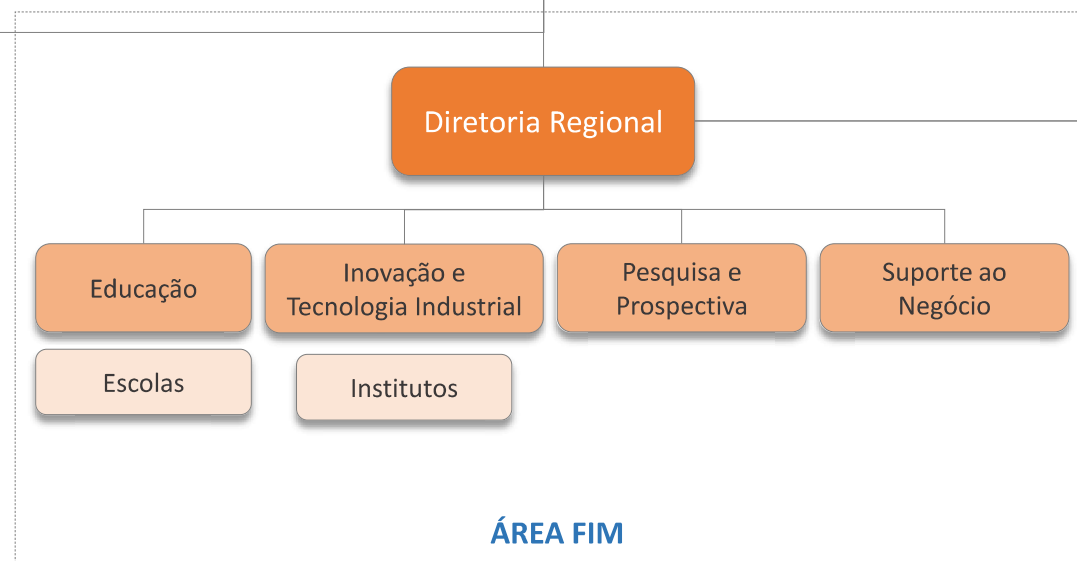 Diretoria Regional
Educação
Inovação e
Tecnologia Industrial
Pesquisa e
Prospectiva
Suporte ao
Negócio
Escolas
Institutos
ÁREA FIM